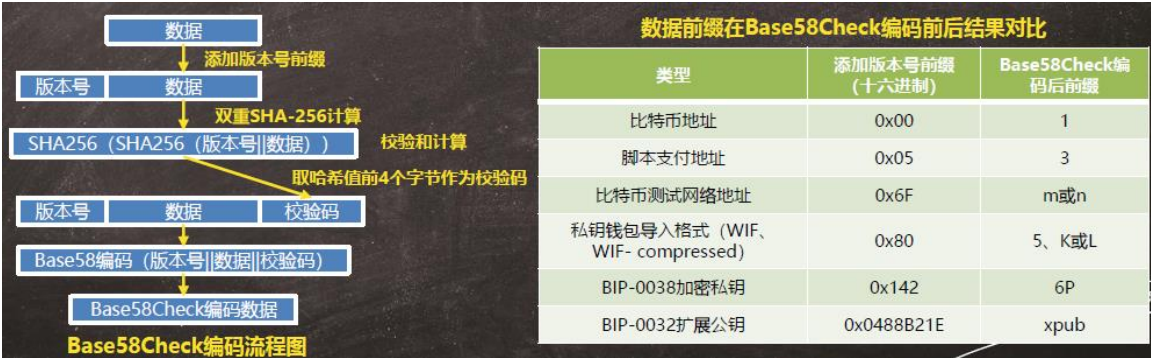 数据
添加版本号前缀
版本号 数据
双重SHA-256计算
SHA256（SHA256（版本号||数据）） 校验和计算
取哈希值前4个字节作为校验码
版本号 数据 校验码
Base58编码（版本号||数据||校验码）
Base58Check编码数据
Base58Check编码流程图
数据前缀在Base58Check编码前后结果对比
类型 添加版本号前缀 Base58Check编
(十六进制) 码后前缀
比特币地址 0x00 1
脚本支付地址 0x05 3
比特币测试网络地址 0x6F m或n
私钥钱包导入格式（WIF、
WIF- compressed） 0x80 5、K或L
BIP-0038加密私钥 0x142 6P
BIP-0032扩展公钥 0x0488B21E xpub